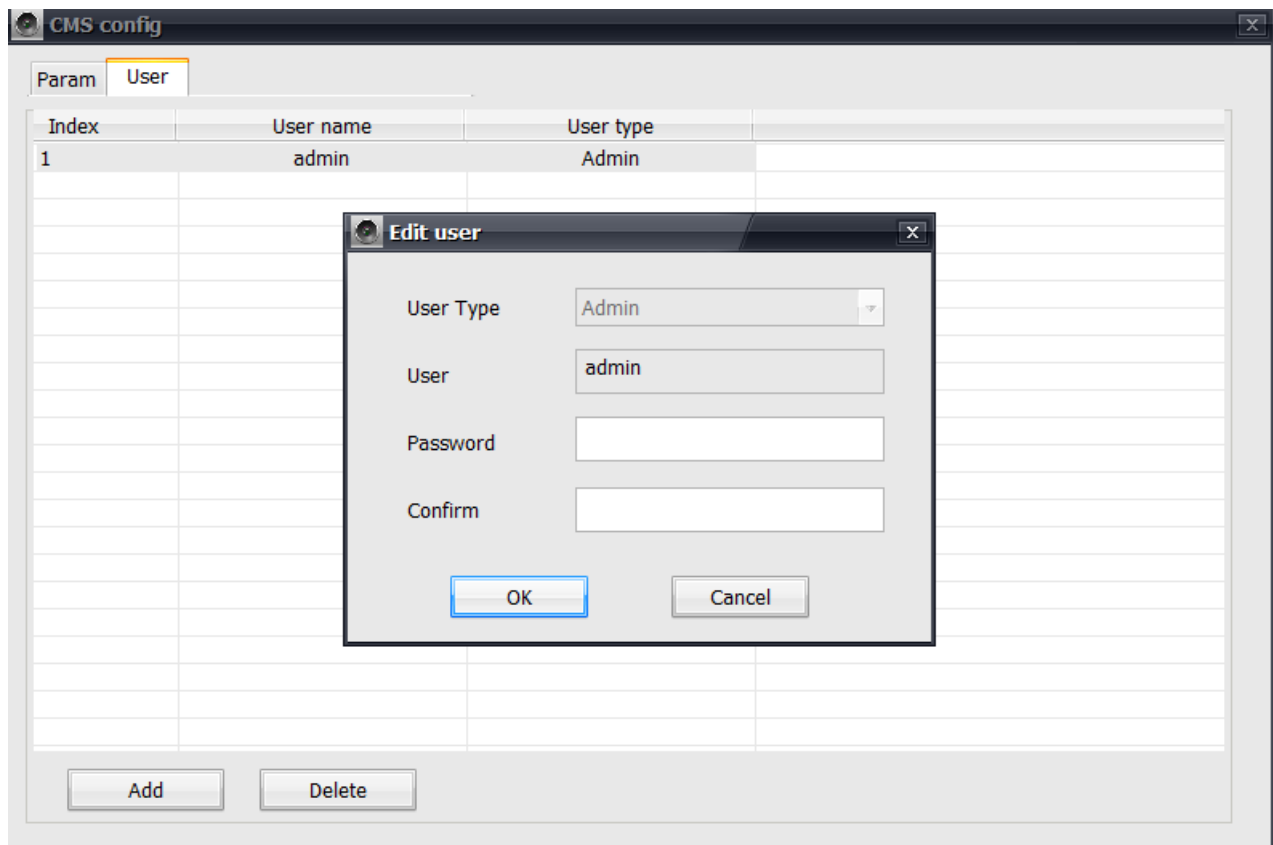 CMS config
Param User
Index User name User type
1 admin Admin
Edit user
User Type Admin
User admin
Password
Confirm
OK Cancel
Add Delete